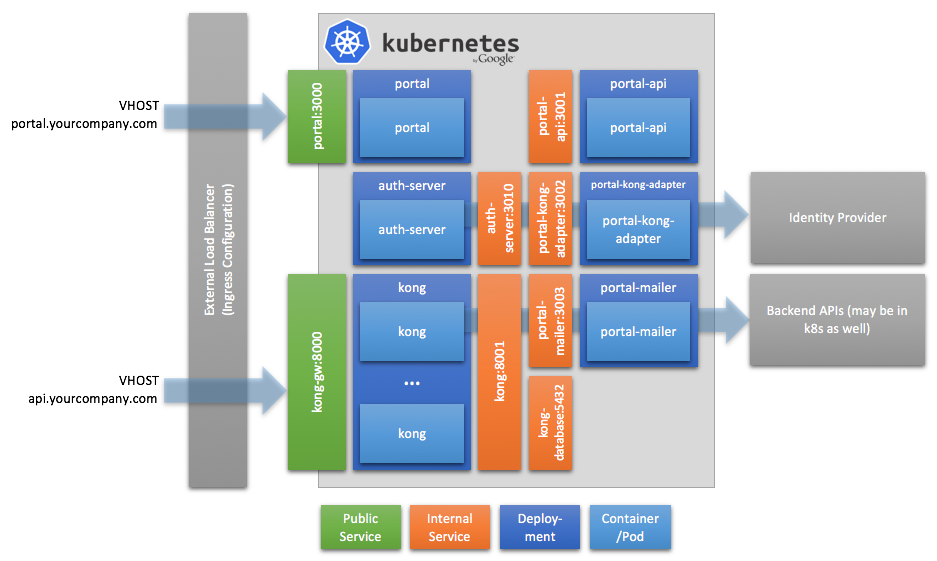 kubernetes
by Google
VHOST
portal.yourcompany.com
External Load Balancer
(Ingress Configuration)
portal:3000
portal
portal
portal-
api:3001
portal-api
portal-api
auth-server
auth-server
auth-
server:3010
portal-kong-
adapter:3002
portal-kong-adapter
portal-kong-
adapter
Identity Provider
VHOST
api.yourcompany.com
kong-gw:8000
kong
kong
...
kong
kong:8001
portal-
mailer:3003
portal-mailer
portal-mailer
Backend APIs (may be in
k8s as well)
kong-
database:5432
Public
Service
Internal
Service
Deploy-
ment
Container
/Pod